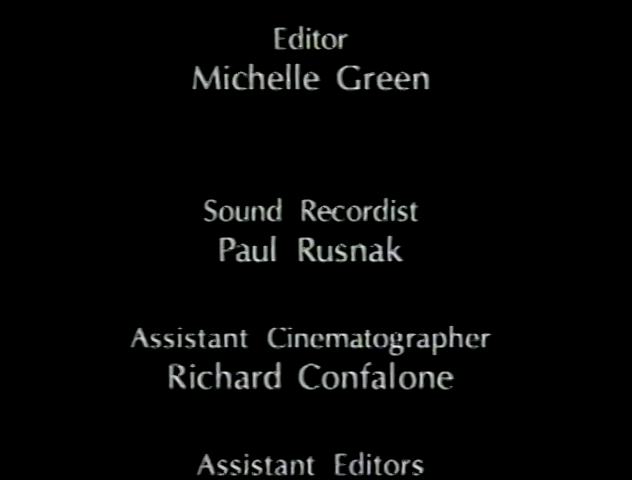 Editor
Michelle Green
Sound Recordist
Paul Rusnak
Assistant Cinematographer
Richard Confalone
Assistant Editors